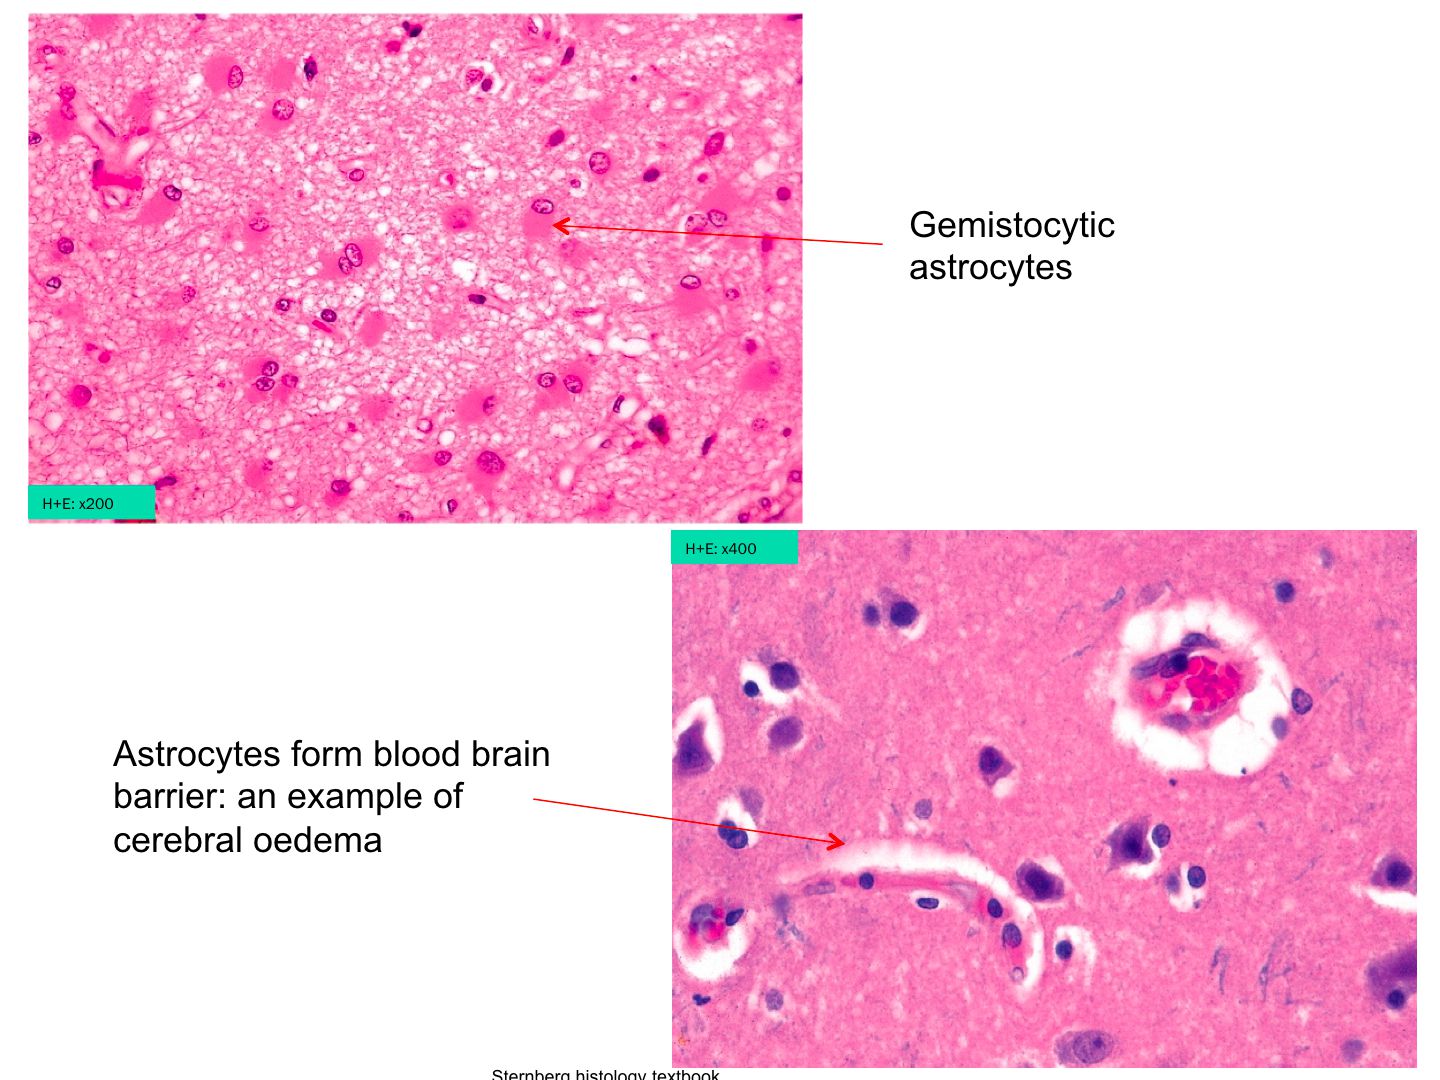 Gemistocytic
astrocytes
H+E: x200
H+E: x400
Astrocytes form blood brain
barrier: an example of
cerebral oedema
Sternberg histology textbook